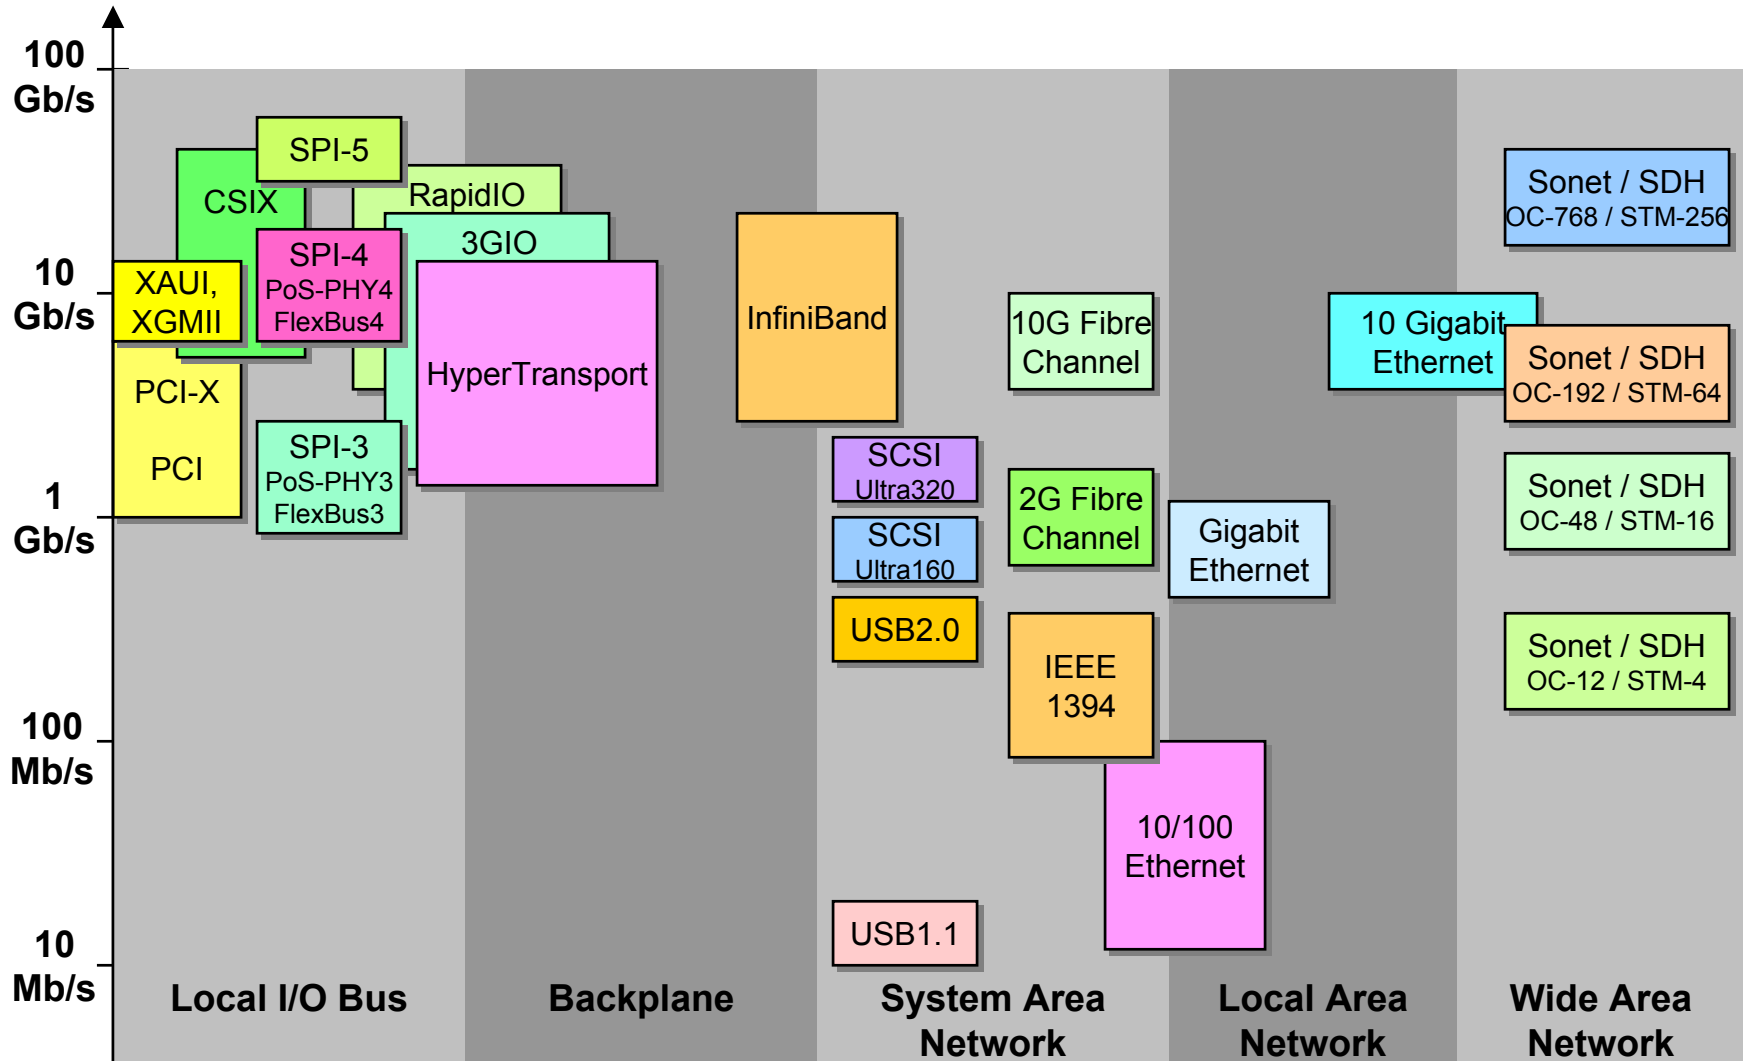 100
Gb/s
10
Gb/s
1
Gb/s
100
Mb/s
10
Mb/s
SPI-5
CSIX
RapidIO
3GIO
SPI-4
PoS-PHY4
FlexBus4
XAUI,
XGMII
HyperTransport
PCI-X
PCI
SPI-3
PoS-PHY3
FlexBus3
InfiniBand
10G Fibre
Channel
SCSI
Ultra320
2G Fibre
Channel
SCSI
Ultra160
USB2.0
IEEE
1394
10/100
Ethernet
USB1.1
10 Gigabit
Ethernet
Gigabit
Ethernet
Sonet / SDH
OC-768 / STM-256
Sonet / SDH
OC-192 / STM-64
Sonet / SDH
OC-48 / STM-16
Sonet / SDH
OC-12 / STM-4
Local I/O Bus
Backplane
System Area
Network
Local Area
Network
Wide Area
Network